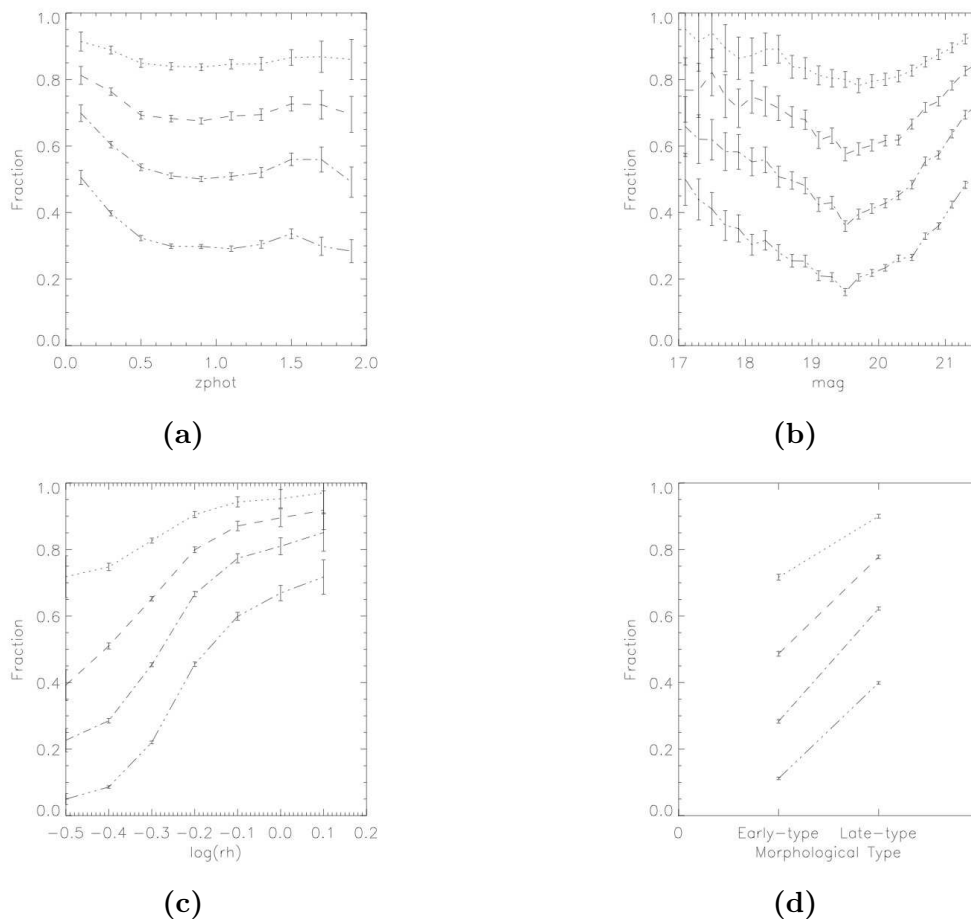 1.0
0.8
0.6
0.4
0.2
0.0
Fraction
0.0 0.5 1.0 1.5 2.0
zphot
(a)
1.0
0.8
0.6
0.4
0.2
0.0
Fraction
17 18 19 20 21
mag
(b)
1.0
0.8
0.6
0.4
0.2
0.0
Fraction
−0.5 −0.4 −0.3 −0.2 −0.1 0.0 0.1 0.2
log(rh)
(c)
1.0
0.8
0.6
0.4
0.2
0.0
Fraction
0 Early-type Late-type
Morphological Type
(d)